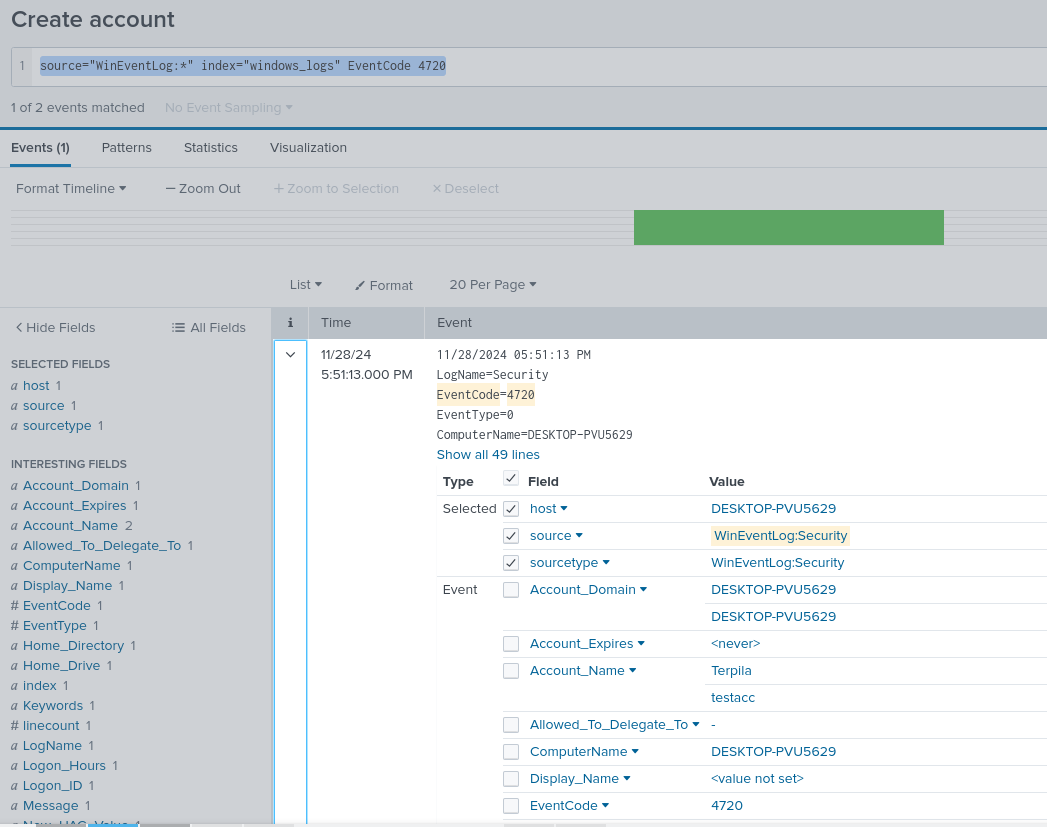 Create account
1 source="WinEventLog:*" index="windows_logs" EventCode 4720
1 of 2 events matched No Event Sampling
Events (1) Patterns Statistics Visualization
Format Timeline — Zoom Out + Zoom to Selection × Deselect
List Format 20 Per Page
< Hide Fields All Fields
SELECTED FIELDS
a host 1
a source 1
a sourcetype 1
INTERESTING FIELDS
a Account_Domain 1
a Account_Expires 1
a Account_Name 2
a Allowed_To_Delegate_To 1
a ComputerName 1
a Display_Name 1
# EventCode 1
# EventType 1
a Home_Directory 1
a Home_Drive 1
a index 1
a Keywords 1
# linecount 1
a LogName 1
a Logon_Hours 1
a Logon_ID 1
a Message 1
i Time Event
11/28/24
5:51:13.000 PM
11/28/2024 05:51:13 PM
LogName=Security
EventCode=4720
EventType=0
ComputerName=DESKTOP-PVU5629
Show all 49 lines
Type Field Value
Selected host DESKTOP-PVU5629
source WinEventLog:Security
sourcetype WinEventLog:Security
Event Account_Domain DESKTOP-PVU5629
DESKTOP-PVU5629
Account_Expires <never>
Account_Name Terpila
testacc
Allowed_To_Delegate_To -
ComputerName DESKTOP-PVU5629
Display_Name <value not set>
EventCode 4720